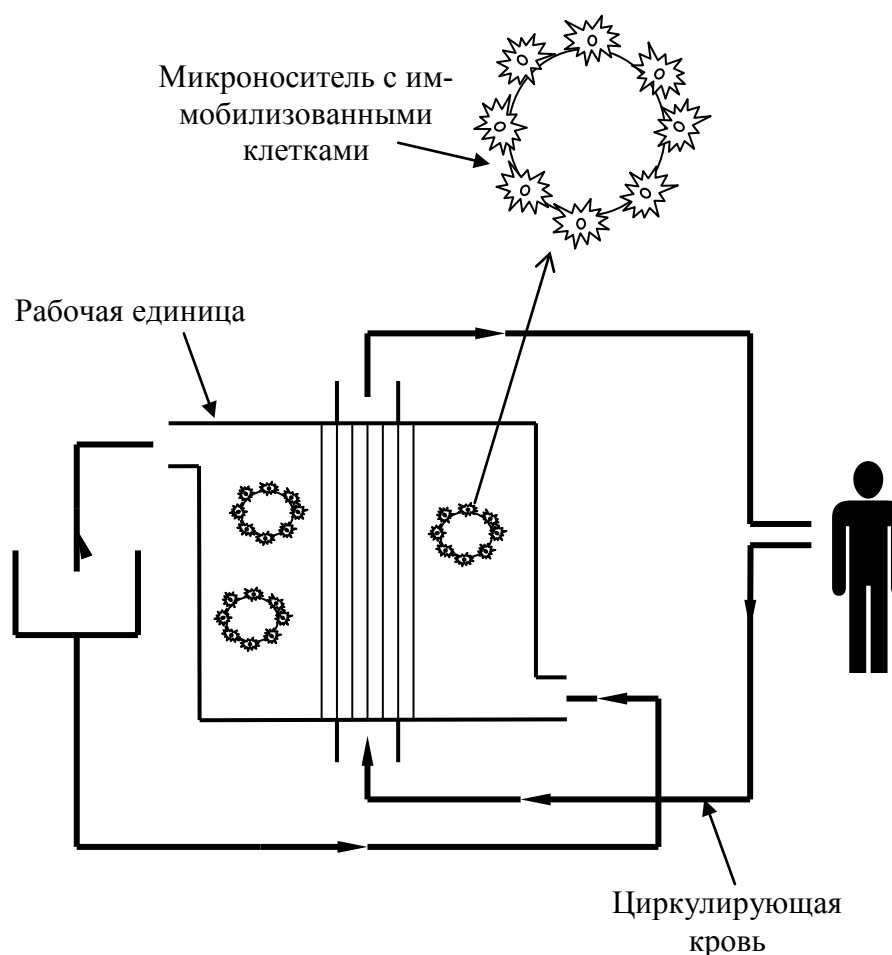 Микроноситель с им-
мобилизованными
клетками
Рабочая единица
Циркулирующая
кровь